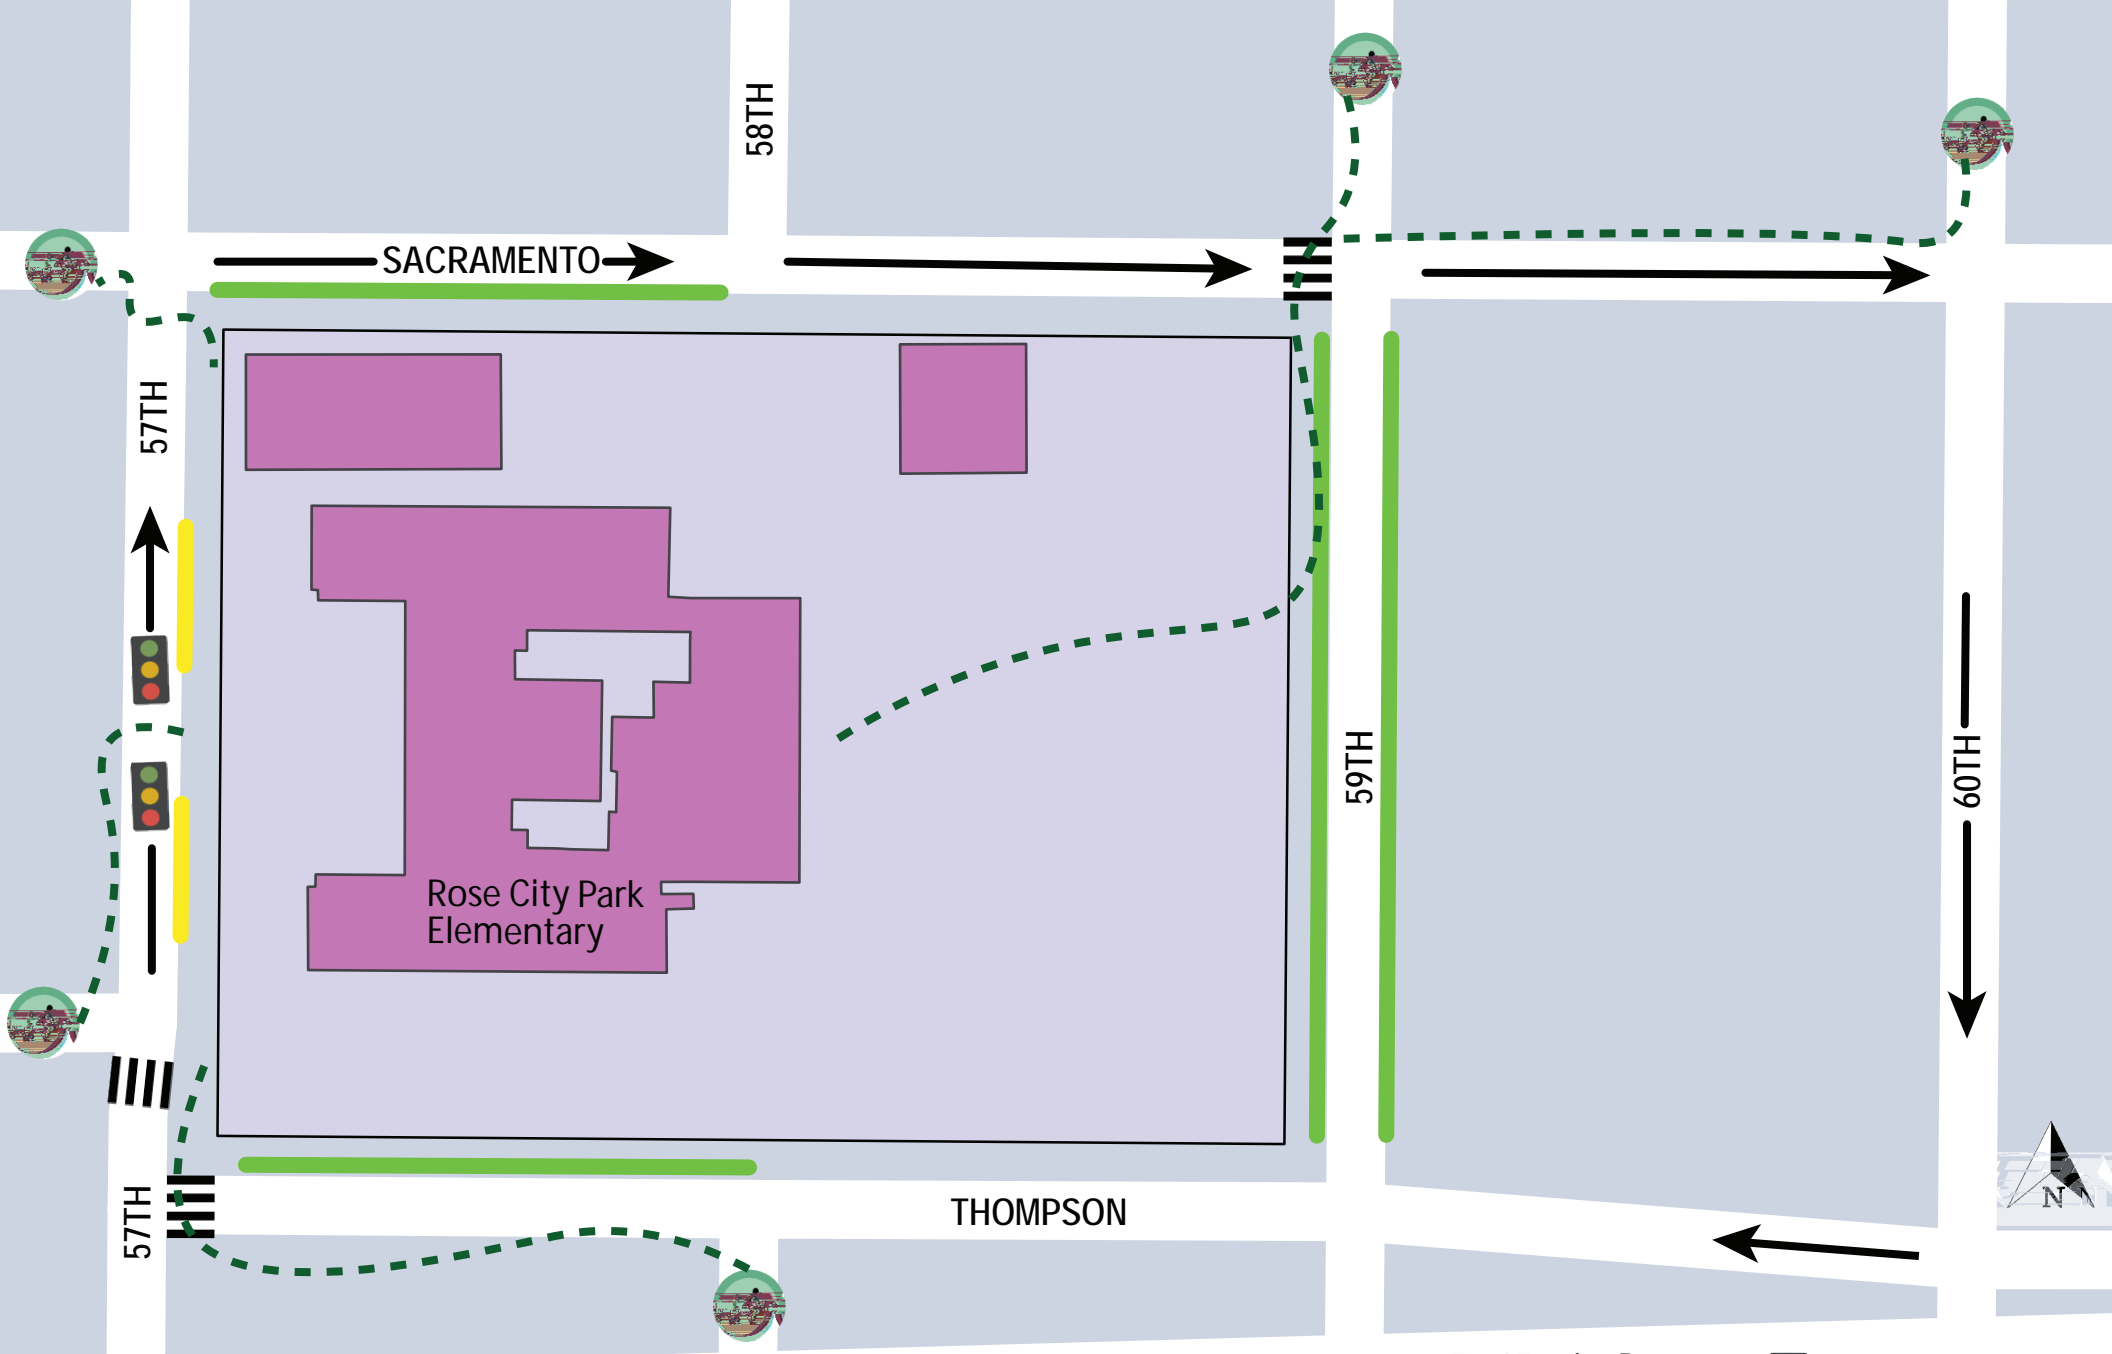 58TH
SACRAMENTO
57TH
59TH
60TH
Rose City Park
Elementary
57TH
THOMPSON
N